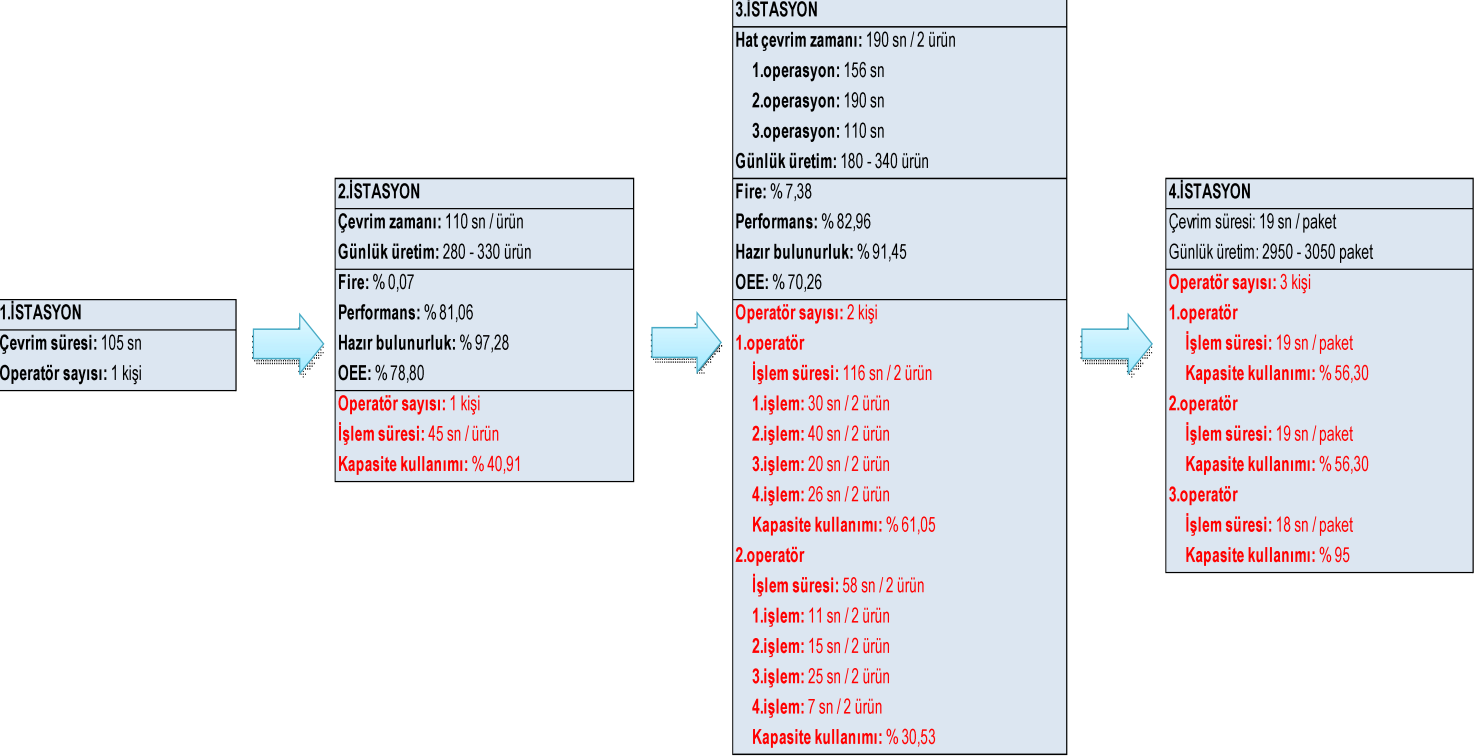 1.İSTASYON
Çevrim süresi: 105 sn
Operatör sayısı: 1 kişi
2.İSTASYON
Çevrim zamanı: 110 sn / ürün
Günlük üretim: 280 - 330 ürün
Fire: % 0,07
Performans: % 81,06
Hazır bulunurluk: % 97,28
OEE: % 78,80
Operatör sayısı: 1 kişi
İşlem süresi: 45 sn / ürün
Kapasite kullanımı: % 40,91
3.İSTASYON
Hat çevrim zamanı: 190 sn / 2 ürün
1.operasyon: 156 sn
2.operasyon: 190 sn
3.operasyon: 110 sn
Günlük üretim: 180 - 340 ürün
Fire: % 7,38
Performans: % 82,96
Hazır bulunurluk: % 91,45
OEE: % 70,26
Operatör sayısı: 2 kişi
1.operatör
İşlem süresi: 116 sn / 2 ürün
1.işlem: 30 sn / 2 ürün
2.işlem: 40 sn / 2 ürün
3.işlem: 20 sn / 2 ürün
4.işlem: 26 sn / 2 ürün
Kapasite kullanımı: % 61,05
2.operatör
İşlem süresi: 58 sn / 2 ürün
1.işlem: 11 sn / 2 ürün
2.işlem: 15 sn / 2 ürün
3.işlem: 25 sn / 2 ürün
4.işlem: 7 sn / 2 ürün
Kapasite kullanımı: % 30,53
4.İSTASYON
Çevrim süresi: 19 sn / paket
Günlük üretim: 2950 - 3050 paket
Operatör sayısı: 3 kişi
1.operatör
İşlem süresi: 19 sn / paket
Kapasite kullanımı: % 56,30
2.operatör
İşlem süresi: 19 sn / paket
Kapasite kullanımı: % 56,30
3.operatör
İşlem süresi: 18 sn / paket
Kapasite kullanımı: % 95